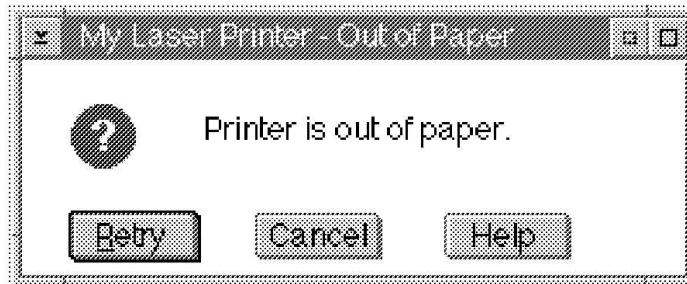 My Laser Printer - Out of Paper
?
Printer is out of paper.
Retry Cancel Help